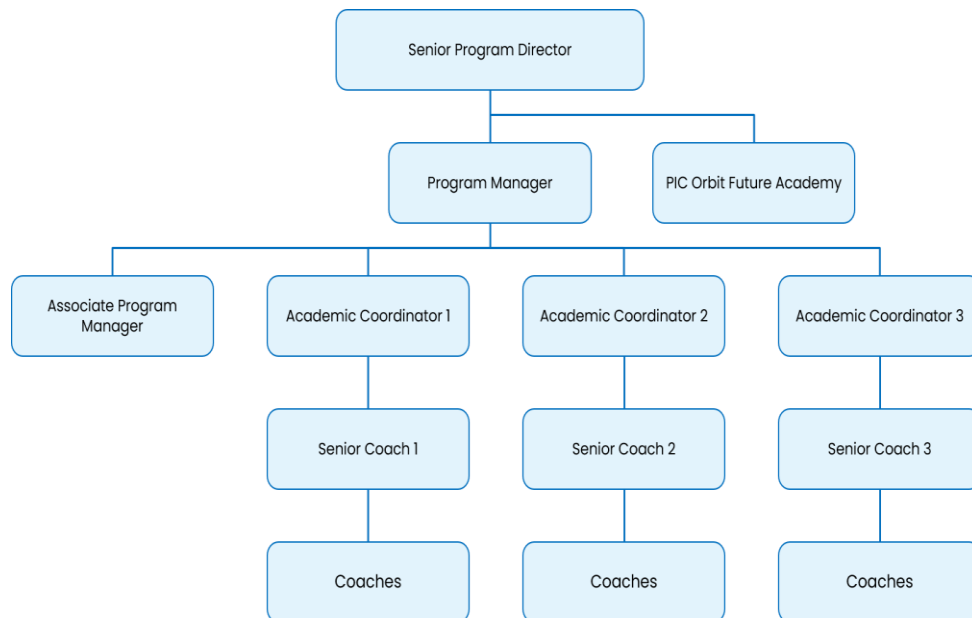 Senior Program Director
Program Manager
PIC Orbit Future Academy
Associate Program
Manager
Academic Coordinator 1
Academic Coordinator 2
Academic Coordinator 3
Senior Coach 1
Senior Coach 2
Senior Coach 3
Coaches
Coaches
Coaches